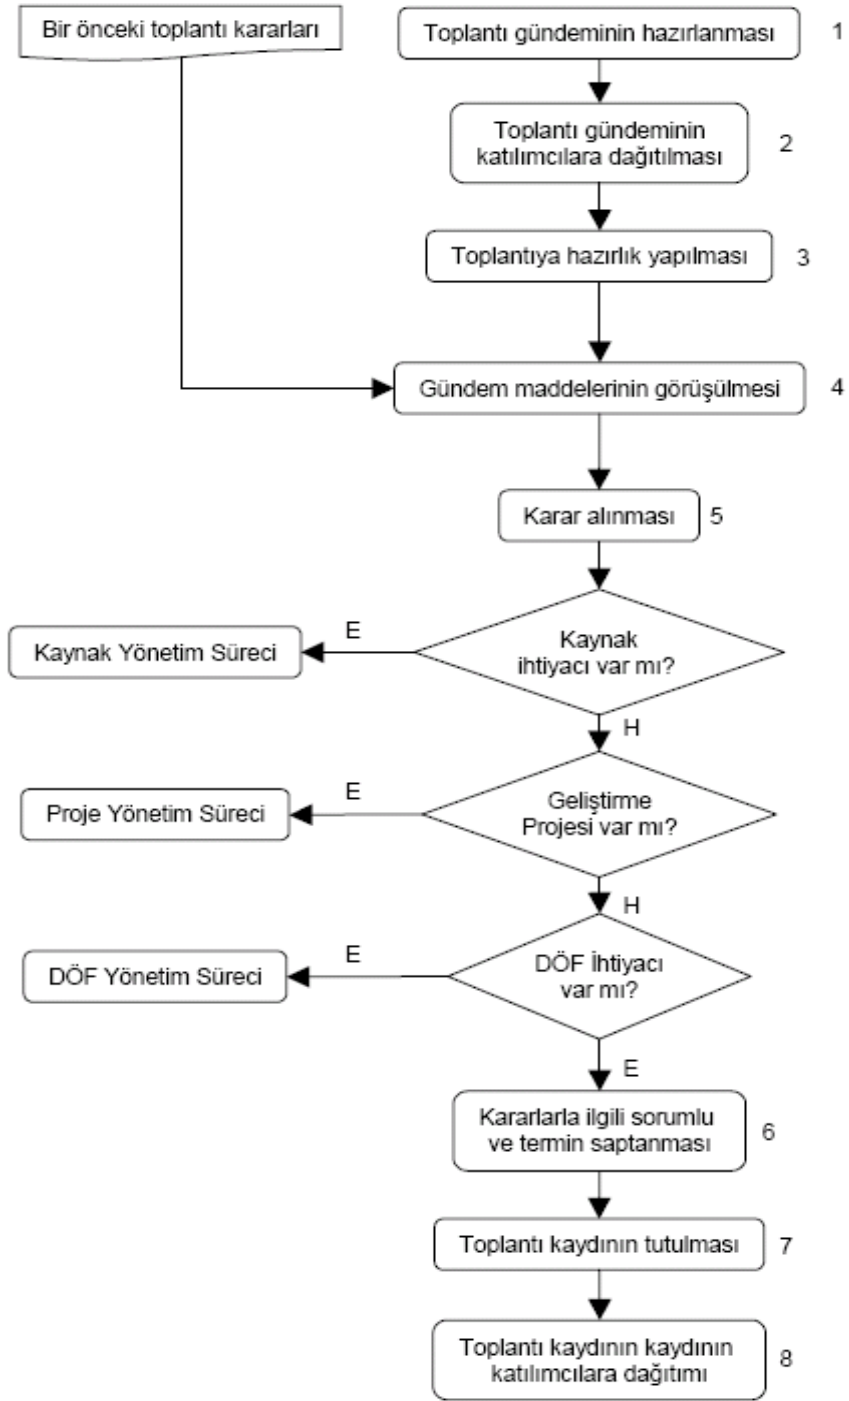 Bir önceki toplantı kararları
Toplantı gündeminin hazırlanması
1
Toplantı gündeminin
katılımcılara dağıtılması
2
Toplantıya hazırlık yapılması
3
Gündem maddelerinin görüşülmesi
4
Karar alınması
5
Kaynak
ihtiyacı var mı?
E
Kaynak Yönetim Süreci
H
Geliştirme
Projesi var mı?
E
Proje Yönetim Süreci
H
DÖF İhtiyacı
var mı?
E
DÖF Yönetim Süreci
E
Kararlarla ilgili sorumlu
ve termin saptanması
6
Toplantı kaydının tutulması
7
Toplantı kaydının kaydının
katılımcılara dağıtımı
8